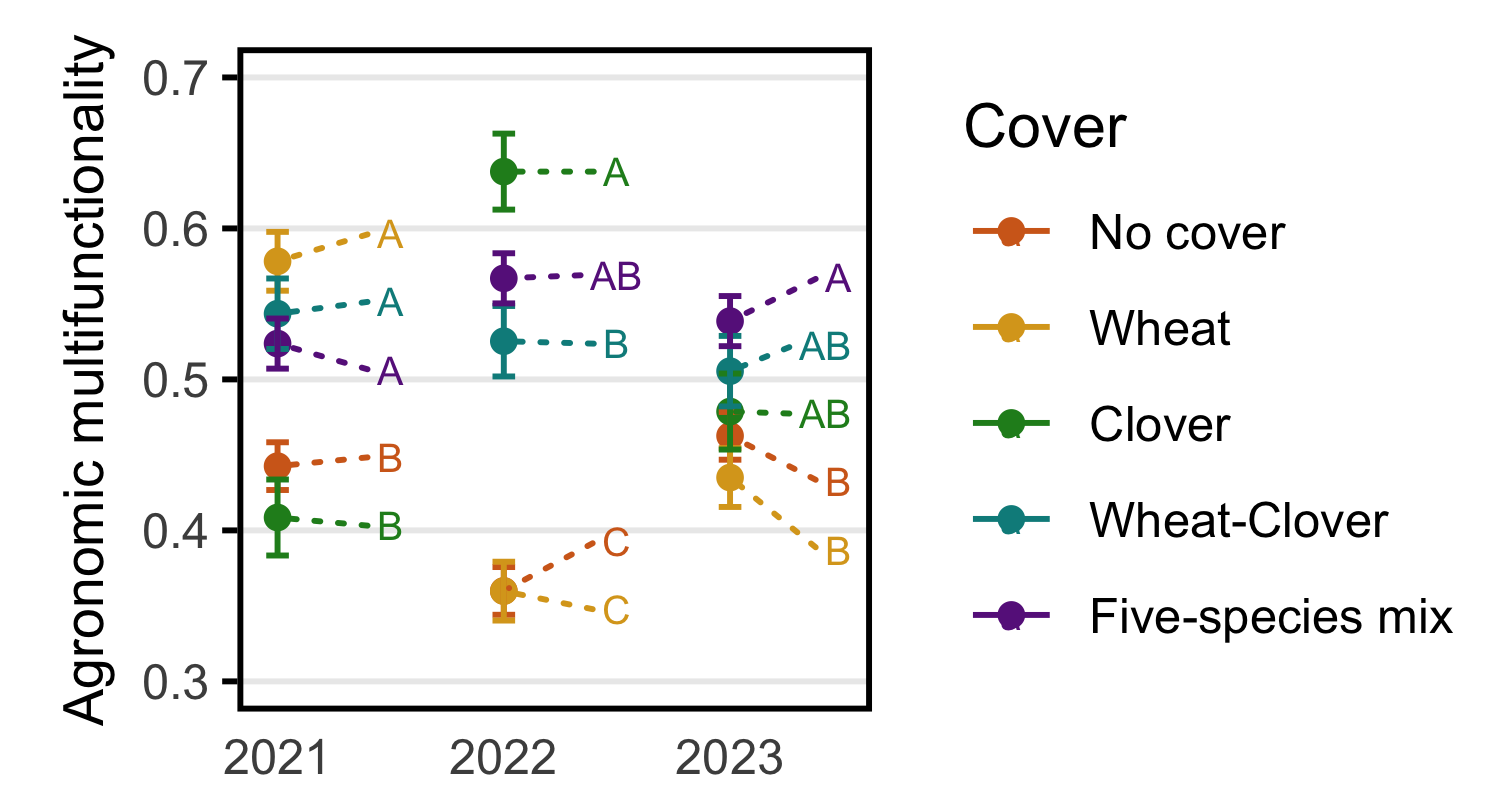 Agronomic multifunctionality
0.7
0.6
0.5
0.4
0.3
A
A
A
B
B
A
AB
B
C
C
A
AB
AB
B
B
2021 2022 2023
Cover
No cover
Wheat
Clover
Wheat-Clover
Five-species mix